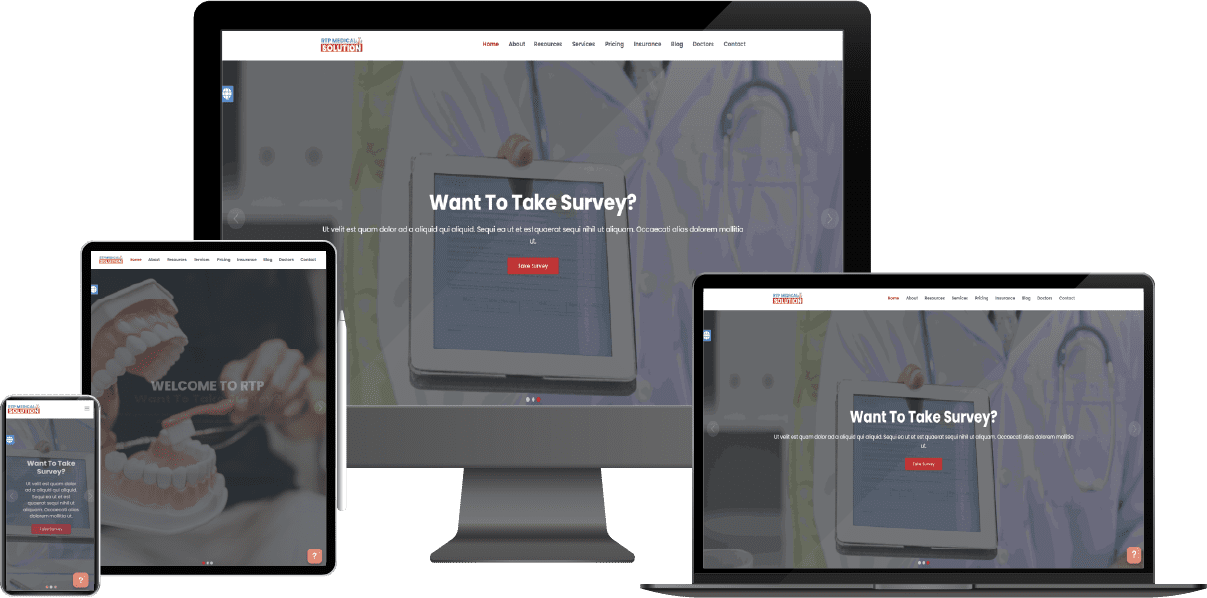 RTP MEDICAL
SOLUTION
Home About Resources Services Pricing Insurance Blog Doctors Contact
Want To Take Survey?
Ut velit est quam dolor ad a aliquid qui aliquid. Sequi ea ut et est quaerat sequi nihil ut aliquam. Occaecati alias dolorem mollitia
ut.
Take Survey
RTP MEDICAL
SOLUTION
Home About Resources Services Pricing Insurance Blog Doctors Contact
WELCOME TO RTP
Want To Take Survey?
?
RTP MEDICAL
SOLUTION
Want To Take
Survey?
Ut velit est quam dolor
ad a aliquid qui aliquid.
Sequi ea ut et est
quaerat sequi nihil ut
aliquam. Occaecati alias
dolorem mollitia ut.
Take Survey
?
RTP MEDICAL
SOLUTION
Home About Resources Services Pricing Insurance Blog Doctors Contact
Want To Take Survey?
Ut velit est quam dolor ad a aliquid qui aliquid. Sequi ea ut et est quaerat sequi nihil ut aliquam. Occaecati alias dolorem mollitia
ut.
Take Survey
?